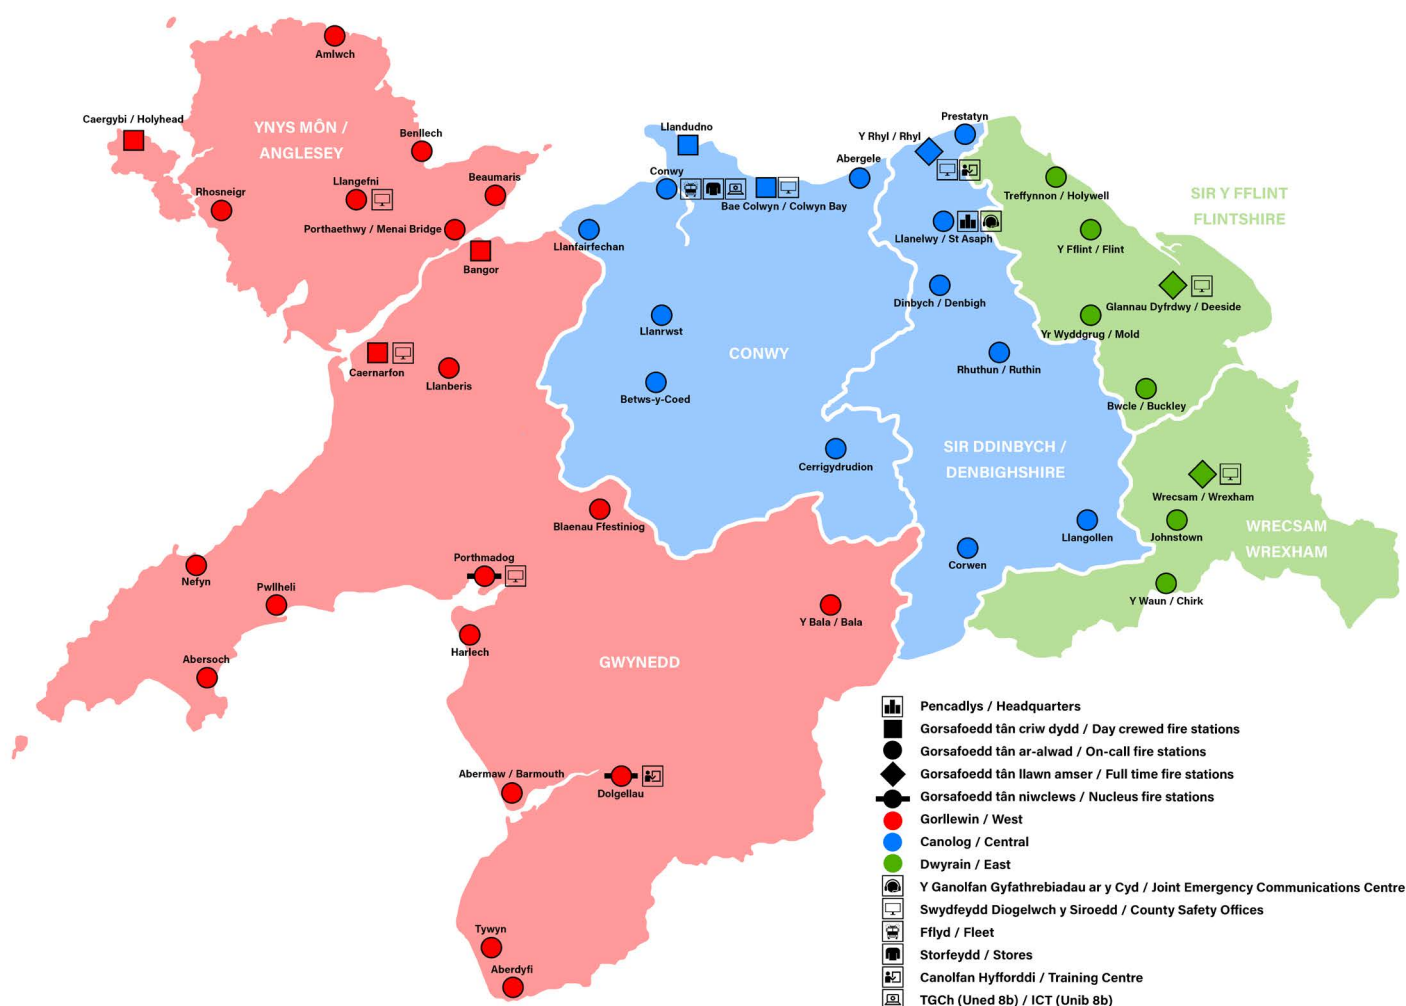 Amlwch
Caergybi / Holyhead
YNYS MÔN /
ANGLESEY
Benllech
Llangefni
Beaumaris
Rhosneigr
Porthaethwy / Menai Bridge
Bangor
Caernarfon
Llanberis
Llandudno
Conwy
Bae Colwyn / Colwyn Bay
Abergele
Llanfairfechan
Llanrwst
CONWY
Betws-y-Coed
Cerrigydrudion
Prestatyn
Y Rhyl / Rhyl
Llanelwy / St Asaph
Dinbych / Denbigh
Rhuthun / Ruthin
SIR DDINBYCH /
DENBIGHSHIRE
Llangollen
Corwen
Treffynnon / Holywell
SIR Y FFLINT
FLINTSHIRE
Y Fflint / Flint
Glannau Dyfrdwy / Deeside
Yr Wyddgrug / Mold
Bwcle / Buckley
Wrecsam / Wrexham
Johnstown
WRECSAM
WREXHAM
Y Waun / Chirk
Blaenau Ffestiniog
Porthmadog
Nefyn
Pwllheli
Y Bala / Bala
Harlech
Abersoch
GWYNEDD
Abermaw / Barmouth
Dolgellau
Tywyn
Aberdyfi
Pencadlys / Headquarters
Gorsafoedd tân criw dydd / Day crewed fire stations
Gorsafoedd tân ar-alwad / On-call fire stations
Gorsafoedd tân llawn amser / Full time fire stations
Gorsafoedd tân niwclews / Nucleus fire stations
Gorllewin / West
Canolog / Central
Dwyrain / East
Y Ganolfan Gyfathrebiadau ar y Cyd / Joint Emergency Communications Centre
Swydfeydd Diogelwch y Siroedd / County Safety Offices
Fflyd / Fleet
Storfeydd / Stores
Canolfan Hyfforddi / Training Centre
TGCh (Uned 8b) / ICT (Unib 8b)